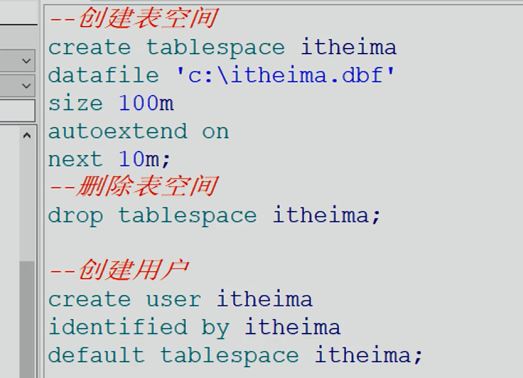 --创建表空间
create tablespace itheima
datafile 'c:\itheima.dbf'
size 100m
autoextend on
next 10m;
--删除表空间
drop tablespace itheima;
--创建用户
create user itheima
identified by itheima
default tablespace itheima;